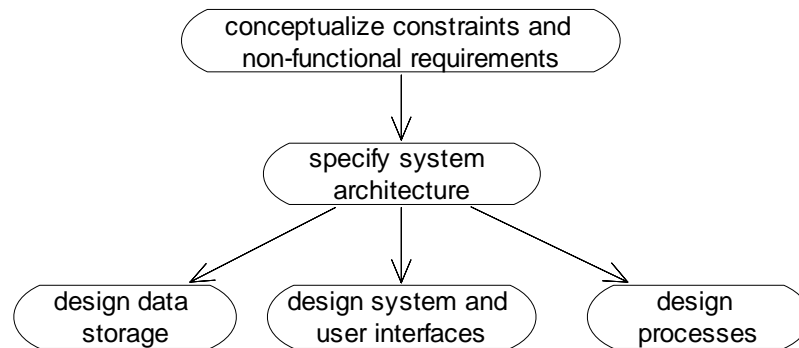 conceptualize constraints and
non-functional requirements
specify system
architecture
design data
storage
design system and
user interfaces
design
processes